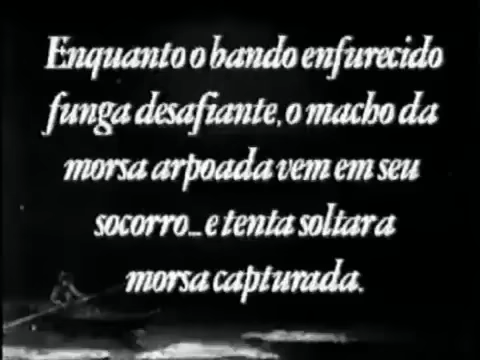 Enquanto o bando enfurecido
funga desafiante, o macho da
morsa arpoada vem em seu
socorro... e tenta soltar a
morsa capturada.